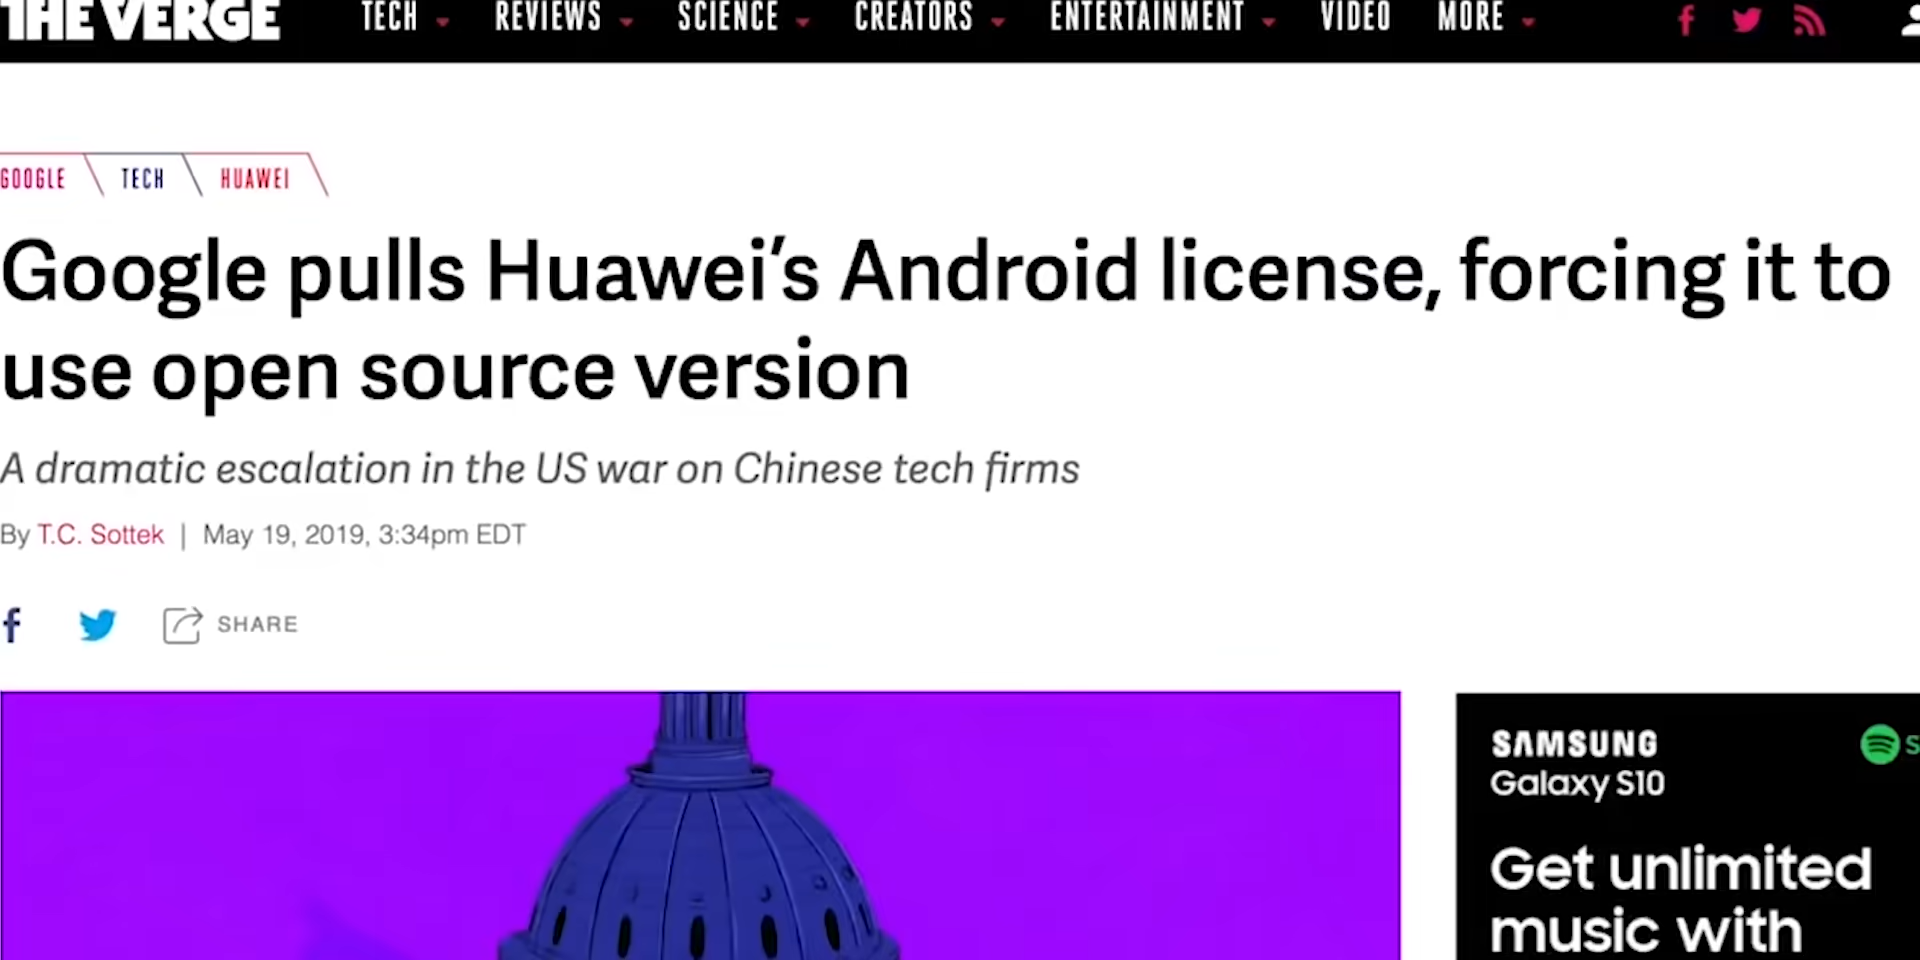 THE VERGE
TECH REVIEWS SCIENCE CREATORS ENTERTAINMENT VIDEO MORE
GOOGLE TECH HUAWEI
Google pulls Huawei’s Android license, forcing it to
use open source version
A dramatic escalation in the US war on Chinese tech firms
By T.C. Sottek | May 19, 2019, 3:34pm EDT
SHARE
SAMSUNG
Galaxy S10
Get unlimited
music with